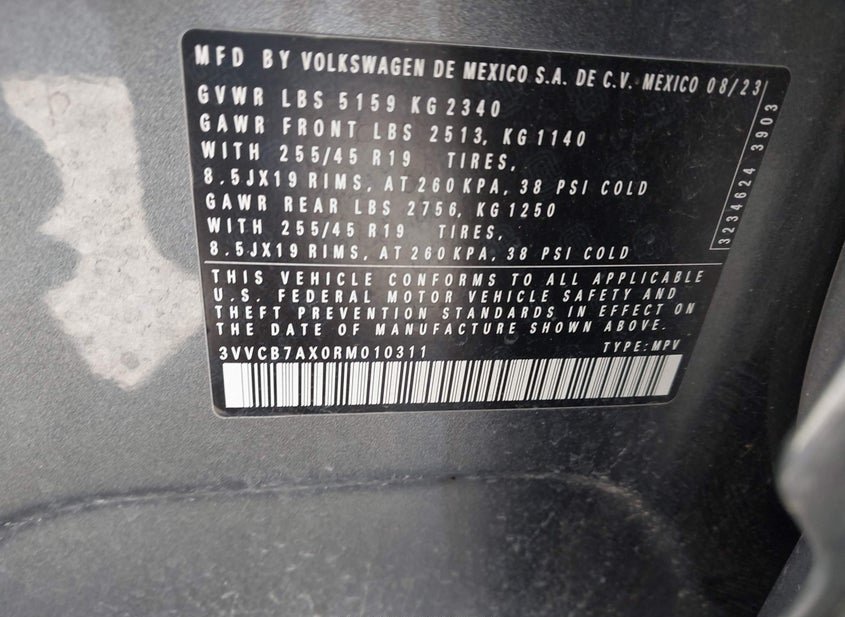 MFD BY VOLKSWAGEN DE MEXICO S.A. DE C.V. MEXICO 08/23
GVWR LBS 5159 KG 2340
GAWR FRONT LBS 2513, KG 1140
WITH 255/45 R19 TIRES,
8.5JX19 RIMS, AT 260 KPA, 38 PSI COLD
GAWR REAR LBS 2756, KG 1250
WITH 255/45 R19 TIRES,
8.5JX19 RIMS, AT 260 KPA, 38 PSI COLD
3234624 3903
THIS VEHICLE CONFORMS TO ALL APPLICABLE
U.S. FEDERAL MOTOR VEHICLE SAFETY AND
THEFT PREVENTION STANDARDS IN EFFECT ON
THE DATE OF MANUFACTURE SHOWN ABOVE.
3VVCB7AX0RM010311 TYPE: MPV